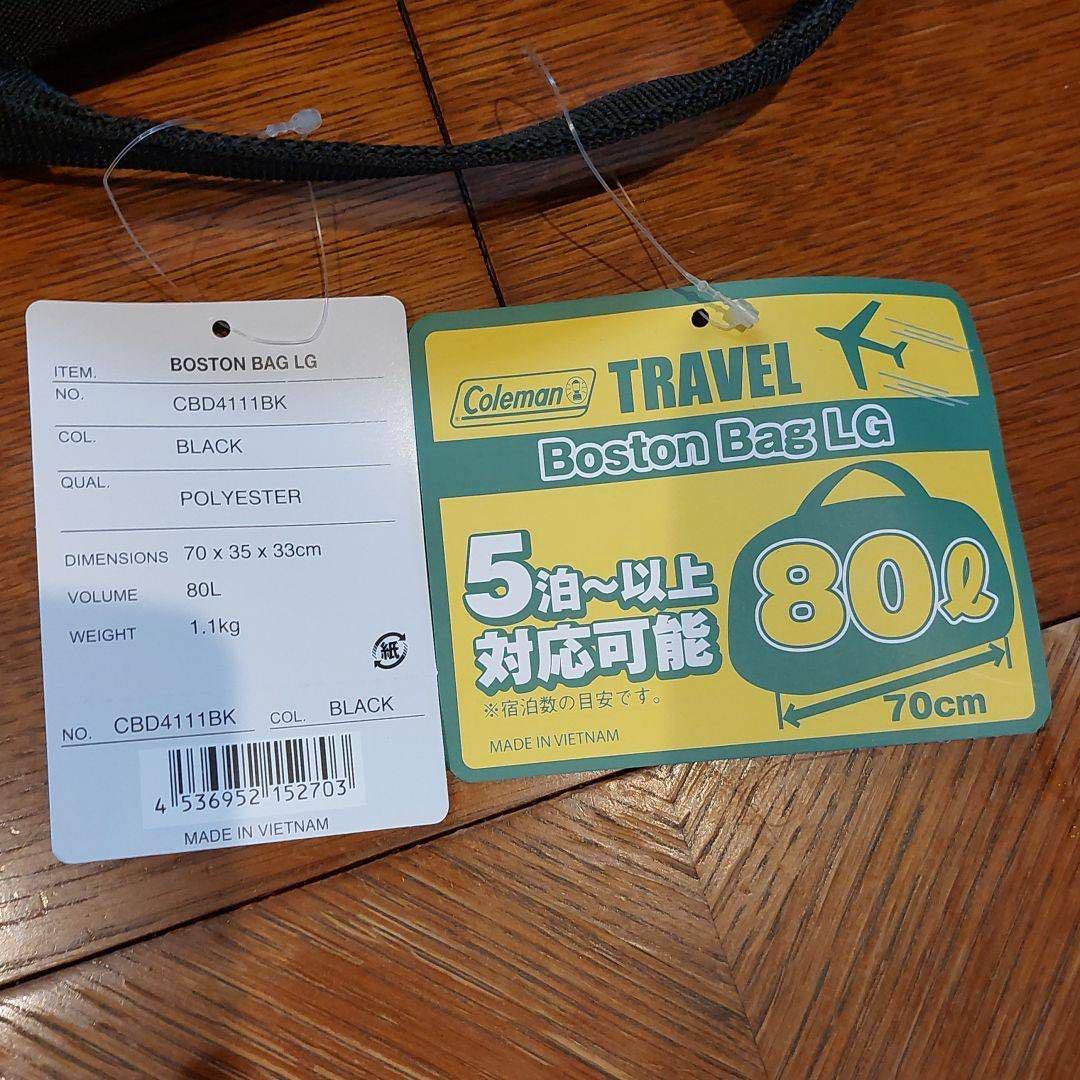 ITEM. BOSTON BAG LG
NO. CBD4111BK
COL. BLACK
QUAL. POLYESTER
DIMENSIONS 70 x 35 x 33cm
VOLUME 80L
WEIGHT 1.1kg
紙
NO. CBD4111BK COL. BLACK
4 536952 152703
MADE IN VIETNAM
Coleman TRAVEL
Boston Bag LG
5泊～以上
対応可能
※宿泊数の目安です。
80ℓ
70cm
MADE IN VIETNAM